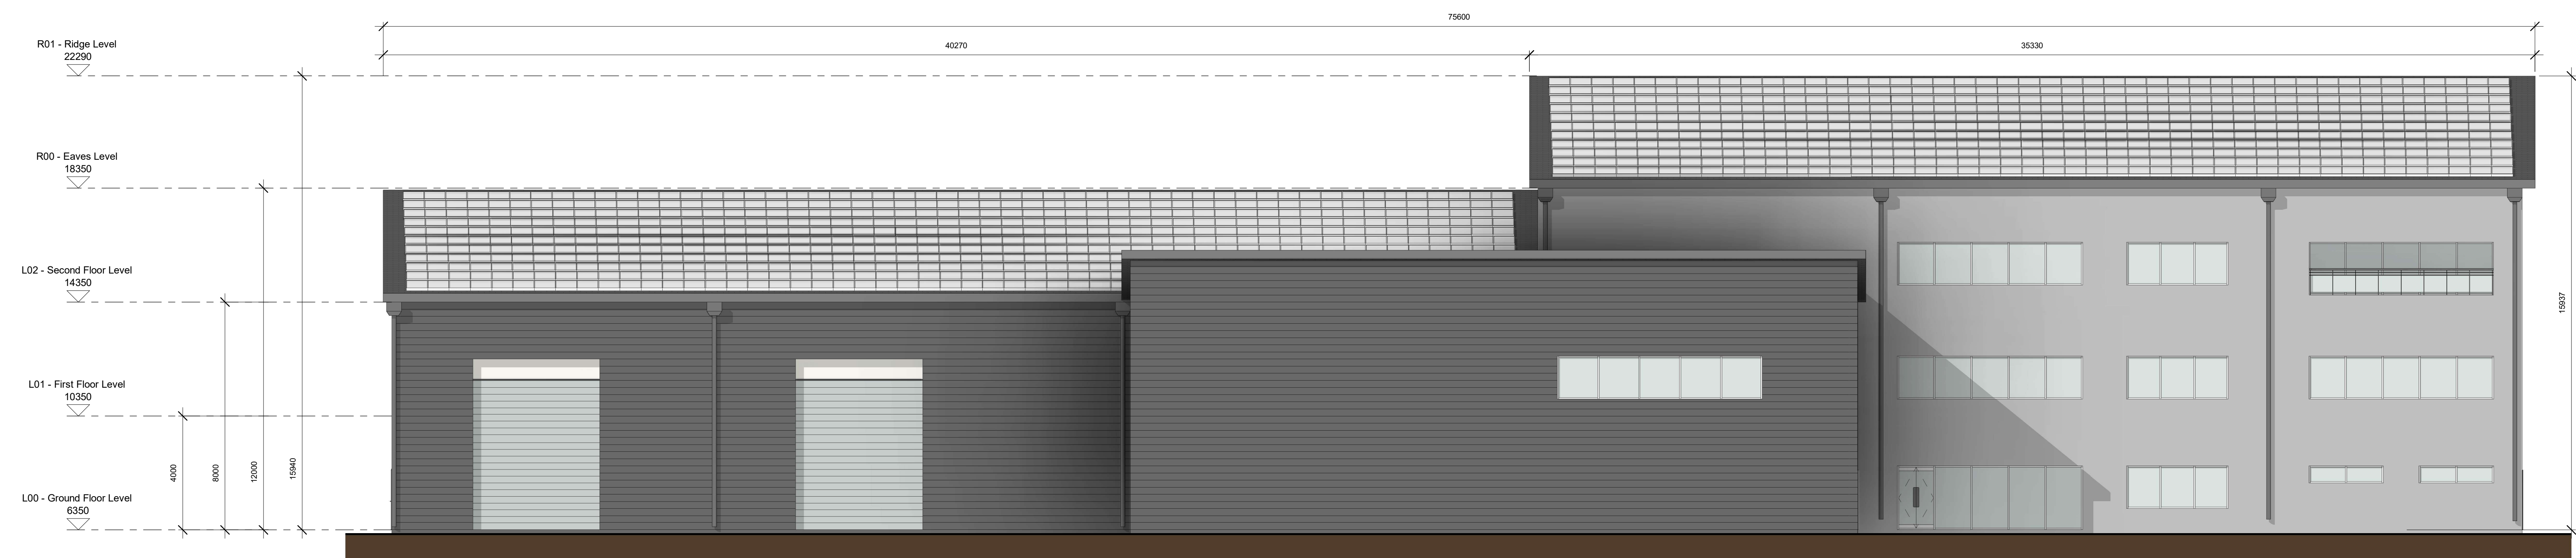 75600
40270
35330
R01 - Ridge Level
22290
R00 - Eaves Level
18350
L02 - Second Floor Level
14350
L01 - First Floor Level
10350
L00 - Ground Floor Level
6350
4000
8000
12000
15940
15937